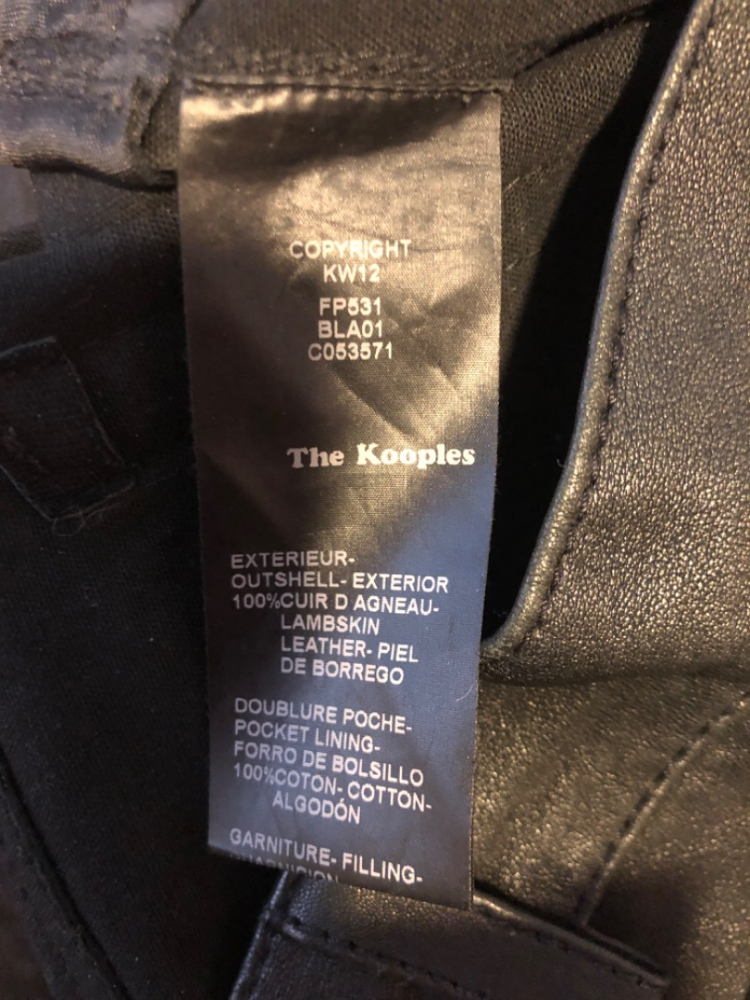 COPYRIGHT
KW12
FP531
BLA01
C053571
The Kooples
EXTERIEUR-
OUTSHELL- EXTERIOR
100%CUIR D AGNEAU-
LAMBSKIN
LEATHER- PIEL
DE BORREGO
DOUBLURE POCHE-
POCKET LINING-
FORRO DE BOLSILLO
100%COTON- COTTON-
ALGODÓN
GARNITURE- FILLING-